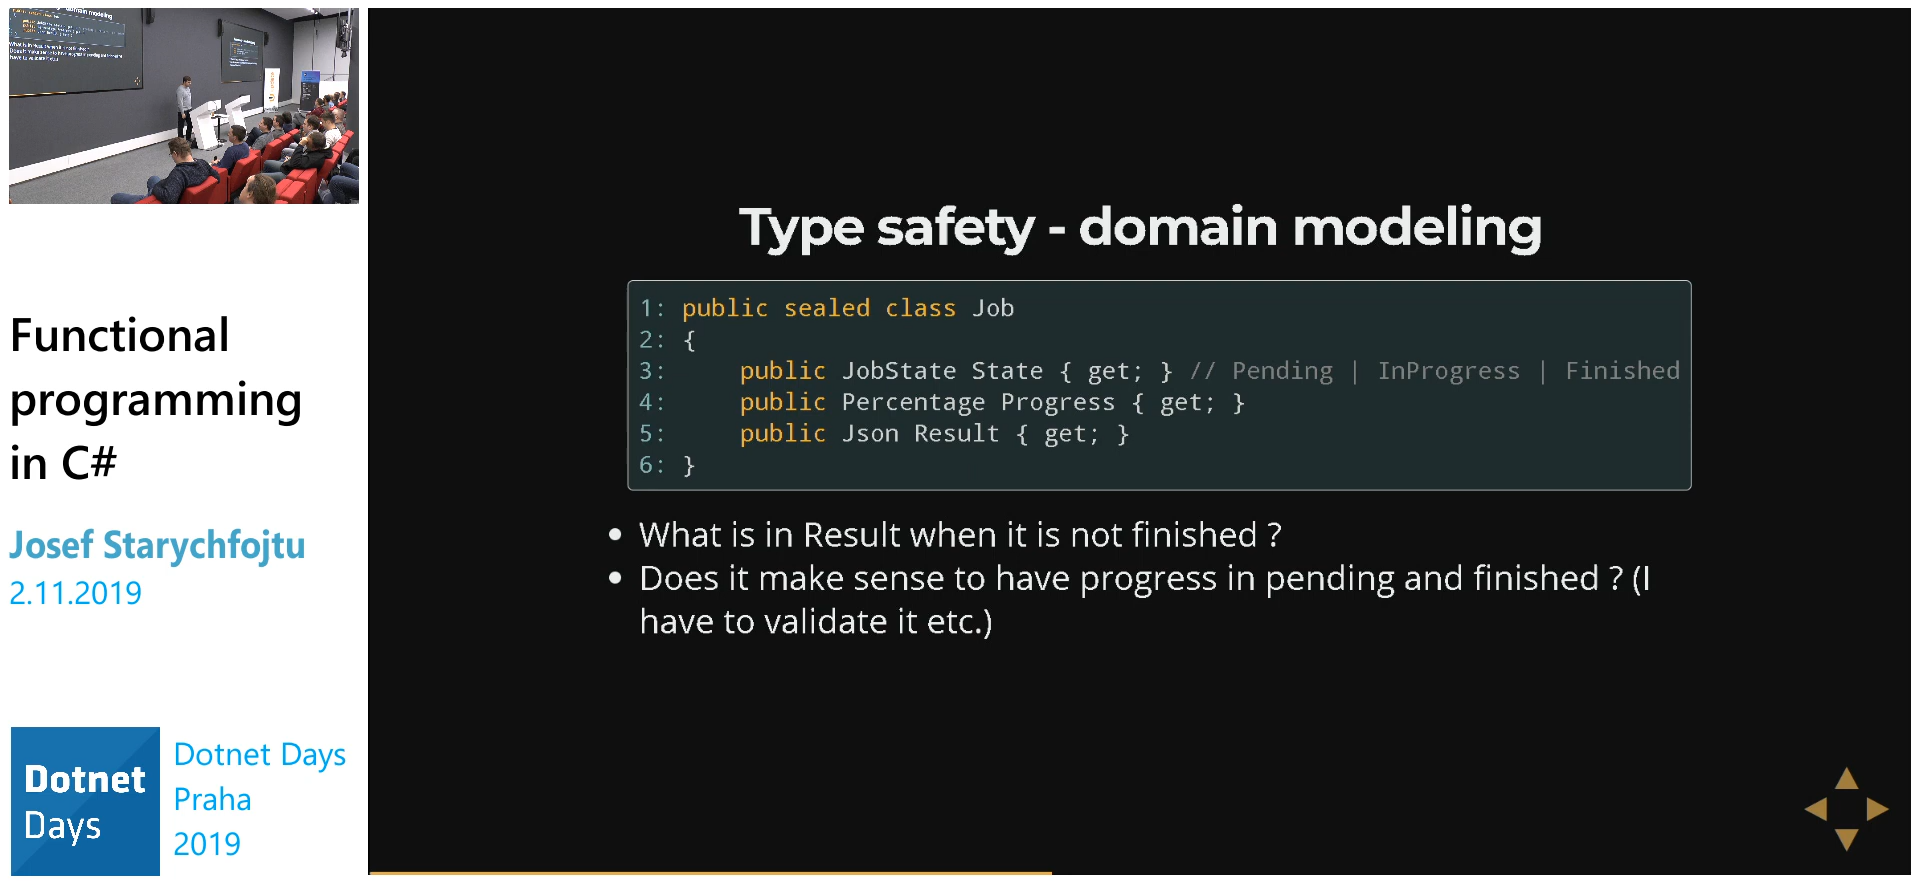 Functional
programming
in C#
Josef Starychfojtu
2.11.2019
Dotnet
Days
Dotnet Days
Praha
2019
Type safety - domain modeling
1: public sealed class Job
2: {
3:     public JobState State { get; } // Pending | InProgress | Finished
4:     public Percentage Progress { get; }
5:     public Json Result { get; }
6: }
• What is in Result when it is not finished ?
• Does it make sense to have progress in pending and finished ? (I
have to validate it etc.)